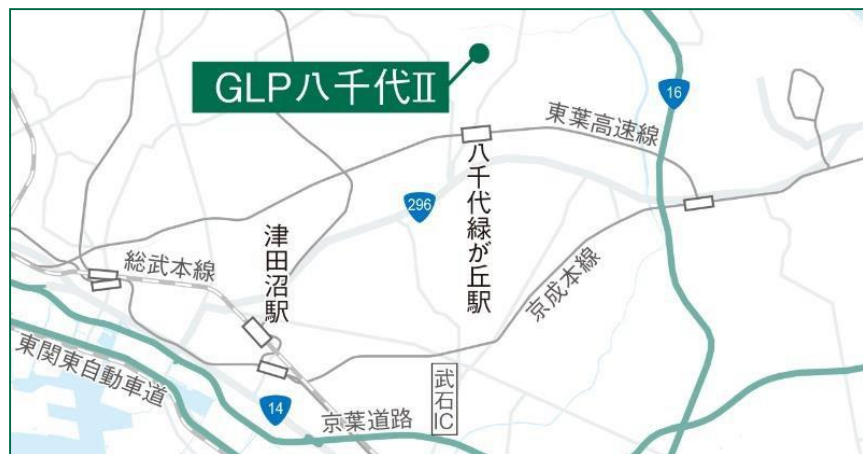 GLP八千代Ⅱ
16
東葉高速線
八千代緑が丘駅
296
津田沼駅
総武本線
京成本線
東関東自動車道
武石IC
14
京葉道路